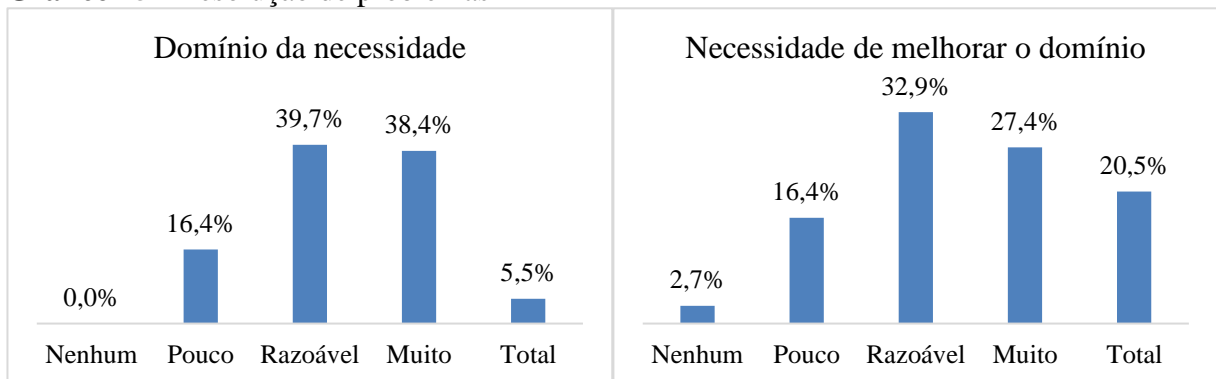 Domínio da necessidade
39,7%
38,4%
16,4%
5,5%
0,0%
Nenhum Pouco Razoável Muito Total
Necessidade de melhorar o domínio
32,9%
27,4%
20,5%
16,4%
2,7%
Nenhum Pouco Razoável Muito Total